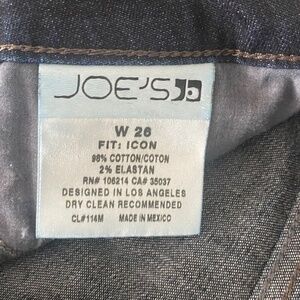 JOE'S
W 26
FIT: ICON
98% COTTON/COTON
2% ELASTAN
RN# 106214 CA# 35037
DESIGNED IN LOS ANGELES
DRY CLEAN RECOMMENDED
CL#114M MADE IN MEXICO